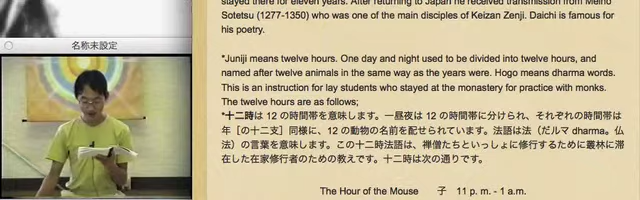 名称未設定
stayed there for eleven years. After returning to Japan he received transmission from Meiho
Sotetsu (1277-1350) who was one of the main disciples of Keizan Zenji. Daichi is famous for
his poetry.
*Juniji means twelve hours. One day and night used to be divided into twelve hours, and
named after twelve animals in the same way as the years were. Hogo means dharma words.
This is an instruction for lay students who stayed at the monastery for practice with monks.
The twelve hours are as follows;
*十二時は 12 の時間帯を意味します。一昼夜は 12 の時間帯に分けられ、それぞれの時間帯は
年［の十二支］同様に、12 の動物の名前を配せられています。法語は法（だルマ dharma。仏
法）の言葉を意味します。この十二時法語は、禅僧たちといっしょに修行するために叢林に滞
在した在家修行者のための教えです。十二時は次の通りです。
The Hour of the Mouse 子 11 p. m. - 1 a.m.